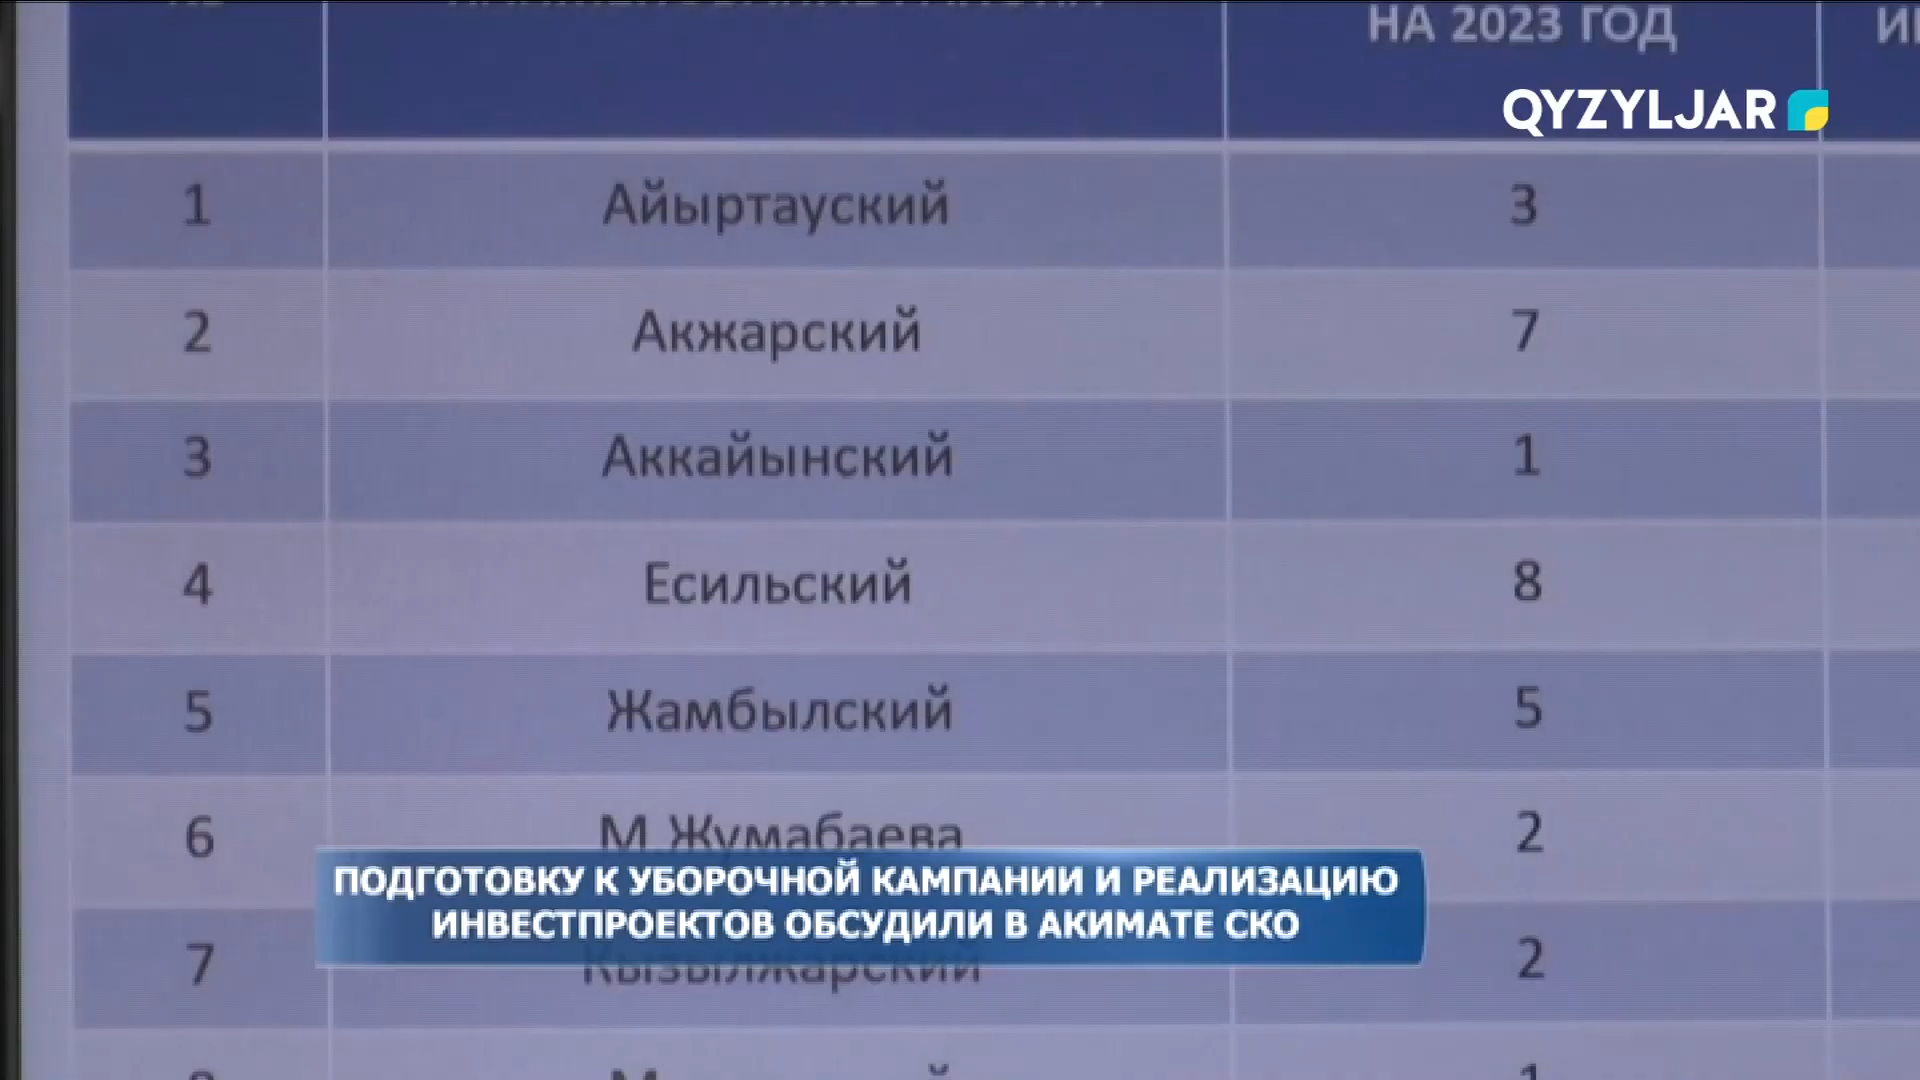 НА 2023 ГОД
QYZYLJAR
1 Айыртауский 3
2 Акжарский 7
3 Аккайынский 1
4 Есильский 8
5 Жамбылский 5
6 М.Жумабаева 2
ПОДГОТОВКУ К УБОРОЧНОЙ КАМПАНИИ И РЕАЛИЗАЦИЮ
ИНВЕСТПРОЕКТОВ ОБСУДИЛИ В АКИМАТЕ СКО
7 Кызылжарский 2